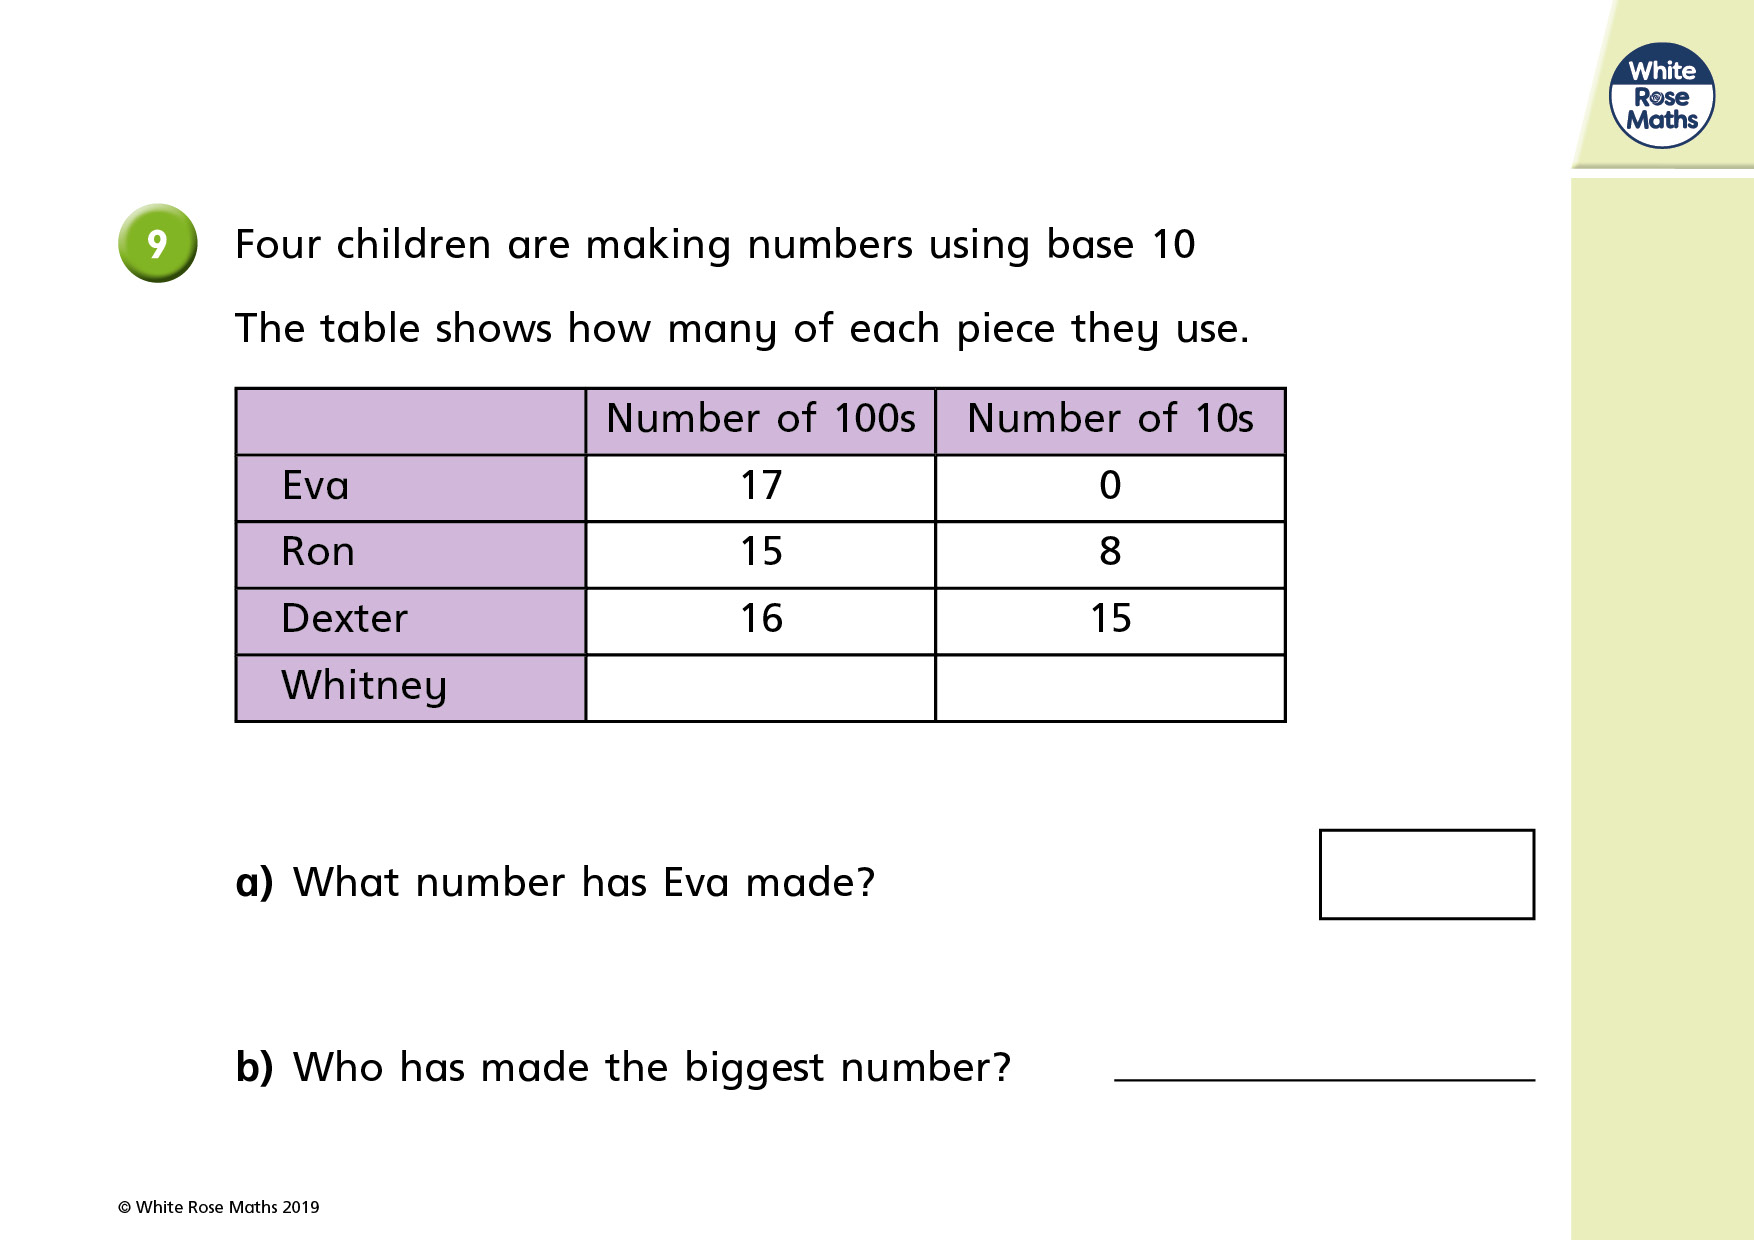 White
Rose
Maths
9 Four children are making numbers using base 10
The table shows how many of each piece they use.
Number of 100s Number of 10s
Eva 17 0
Ron 15 8
Dexter 16 15
Whitney
a) What number has Eva made?
b) Who has made the biggest number?
© White Rose Maths 2019